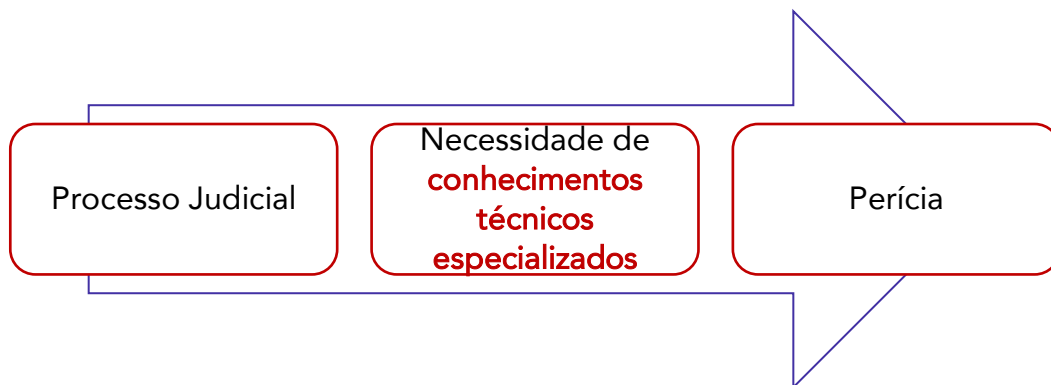 Processo Judicial
Necessidade de
conhecimentos
técnicos
especializados
Perícia